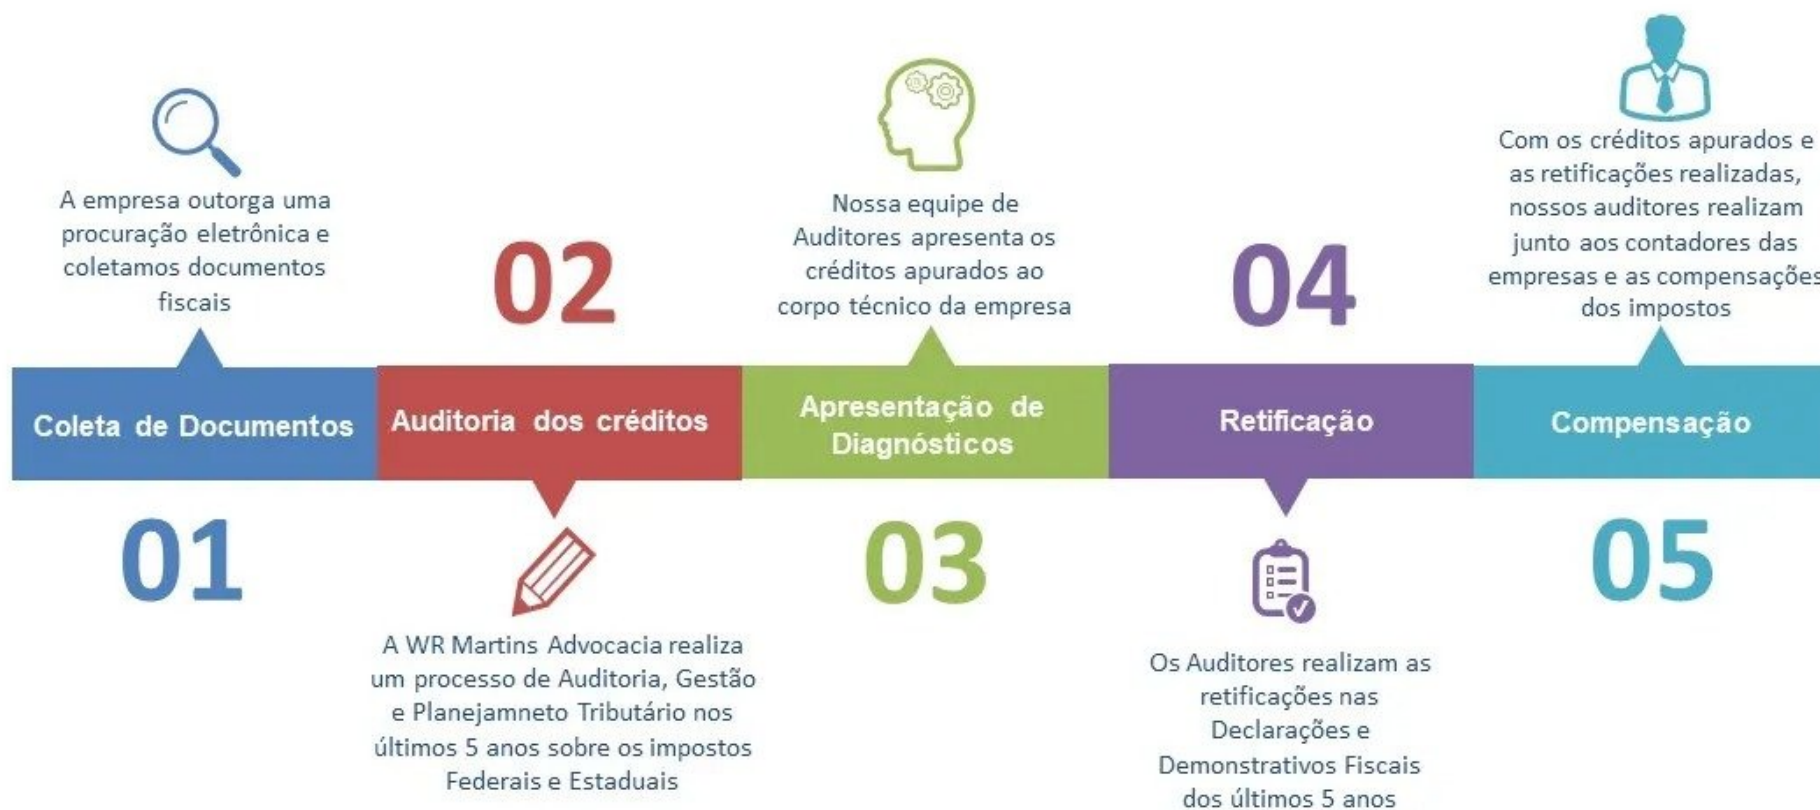 A empresa outorga uma
procuração eletrônica e
coletamos documentos
fiscais
Coleta de Documentos
01
02
Auditoria dos créditos
A WR Martins Advocacia realiza
um processo de Auditoria, Gestão
e Planejamneto Tributário nos
últimos 5 anos sobre os impostos
Federais e Estaduais
Nossa equipe de
Auditores apresenta os
créditos apurados ao
corpo técnico da empresa
Apresentação de
Diagnósticos
03
04
Retificação
Os Auditores realizam as
retificações nas
Declarações e
Demonstrativos Fiscais
dos últimos 5 anos
Com os créditos apurados e
as retificações realizadas,
nossos auditores realizam
junto aos contadores das
empresas e as compensações
dos impostos
Compensação
05